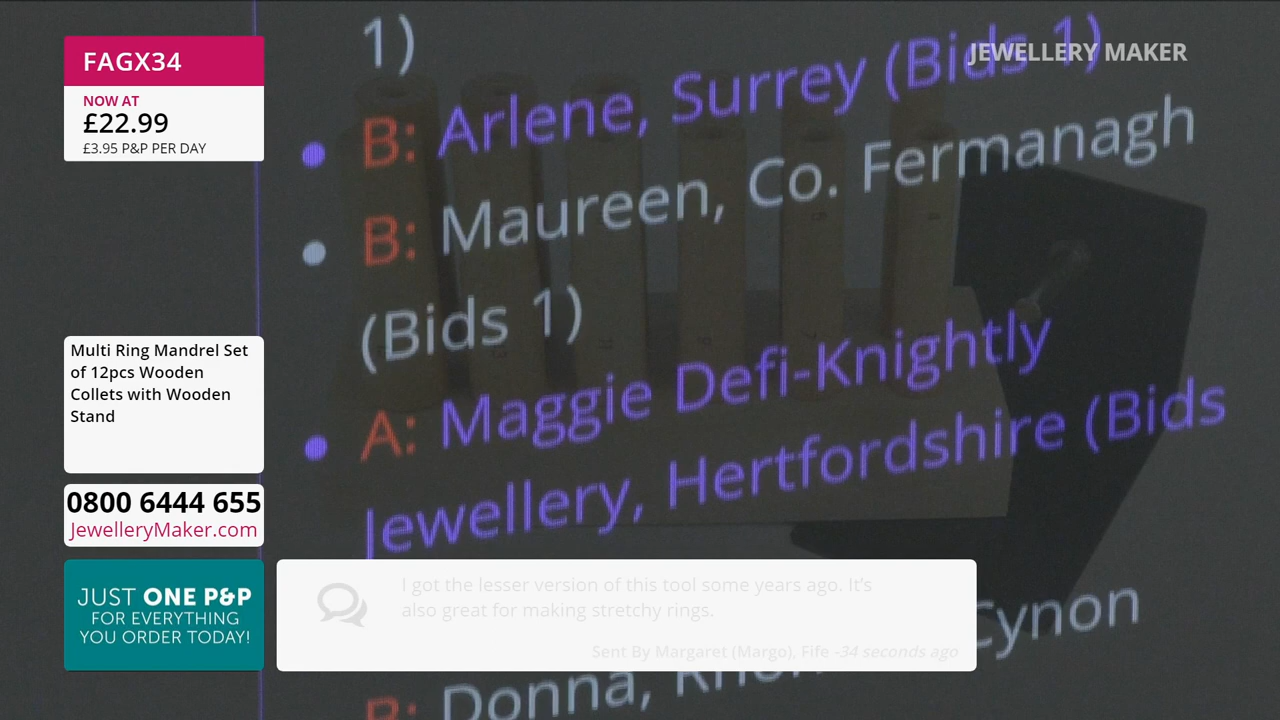 FAGX34
NOW AT
£22.99
£3.95 P&P PER DAY
JEWELLERY MAKER
1)
B: Arlene, Surrey (Bids 1)
B: Maureen, Co. Fermanagh
(Bids 1)
A: Maggie Defi-Knightly
Jewellery, Hertfordshire (Bids
Cynon
B: Donna,
Multi Ring Mandrel Set
of 12pcs Wooden
Collets with Wooden
Stand
0800 6444 655
JewelleryMaker.com
JUST ONE P&P
FOR EVERYTHING
YOU ORDER TODAY!
I got the lesser version of this tool some years ago. It's
also great for making stretchy rings.
Sent By Margaret (Margo), Fife -34 seconds ago